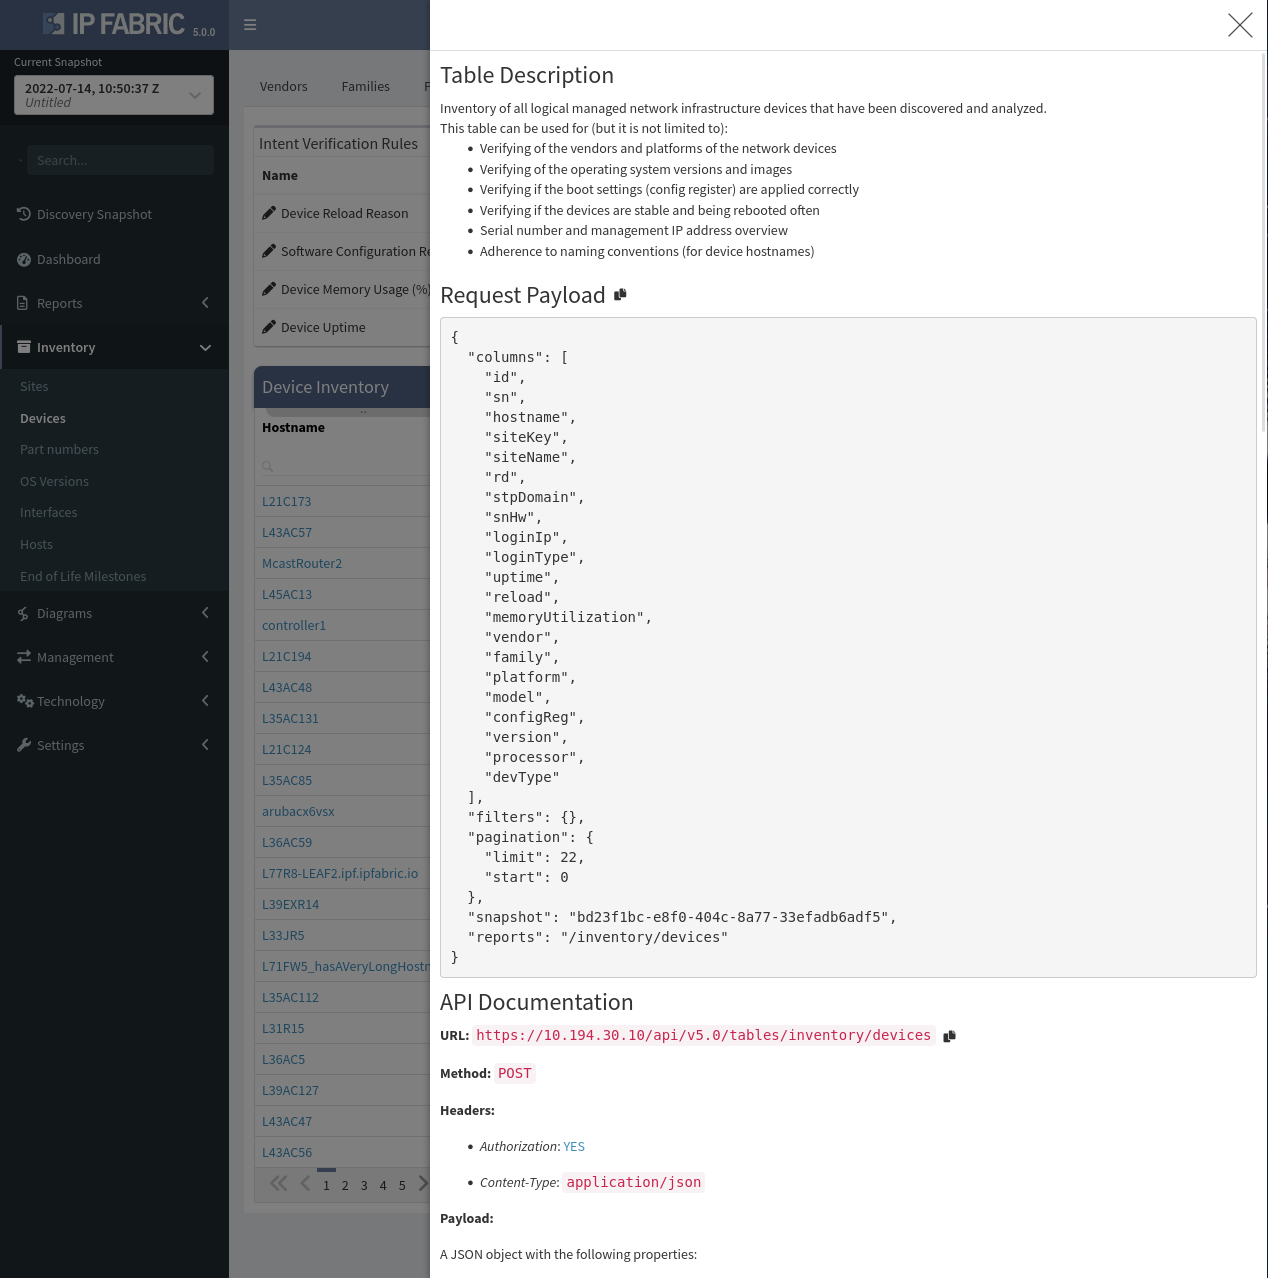 IP FABRIC 5.0.0
Current Snapshot
2022-07-14, 10:50:37 Z
Untitled
Search...
Discovery Snapshot
Dashboard
Reports
Inventory
Sites
Devices
Part numbers
OS Versions
Interfaces
Hosts
End of Life Milestones
Diagrams
Management
Technology
Settings
Vendors Families
Intent Verification Rules
Name
Device Reload Reason
Software Configuration Re
Device Memory Usage (%)
Device Uptime
Device Inventory
Hostname
L21C173
L43AC57
McastRouter2
L45AC13
controller1
L21C194
L43AC48
L35AC131
L21C124
L35AC85
arubacx6vsx
L36AC59
L77R8-LEAF2.ipf.ipfabric.io
L39EXR14
L33JR5
L71FW5_hasAVeryLongHostn
L35AC112
L31R15
L36AC5
L39AC127
L43AC47
L43AC56
1 2 3 4 5
Table Description
Inventory of all logical managed network infrastructure devices that have been discovered and analyzed.
This table can be used for (but it is not limited to):
• Verifying of the vendors and platforms of the network devices
• Verifying of the operating system versions and images
• Verifying if the boot settings (config register) are applied correctly
• Verifying if the devices are stable and being rebooted often
• Serial number and management IP address overview
• Adherence to naming conventions (for device hostnames)
Request Payload
{
"columns": [
"id",
"sn",
"hostname",
"siteKey",
"siteName",
"rd",
"stpDomain",
"snHw",
"loginIp",
"loginType",
"uptime",
"reload",
"memoryUtilization",
"vendor",
"family",
"platform",
"model",
"configReg",
"version",
"processor",
"devType"
],
"filters": {},
"pagination": {
"limit": 22,
"start": 0
},
"snapshot": "bd23f1bc-e8f0-404c-8a77-33efadb6adf5",
"reports": "/inventory/devices"
}
API Documentation
URL: https://10.194.30.10/api/v5.0/tables/inventory/devices
Method: POST
Headers:
• Authorization: YES
• Content-Type: application/json
Payload:
A JSON object with the following properties: